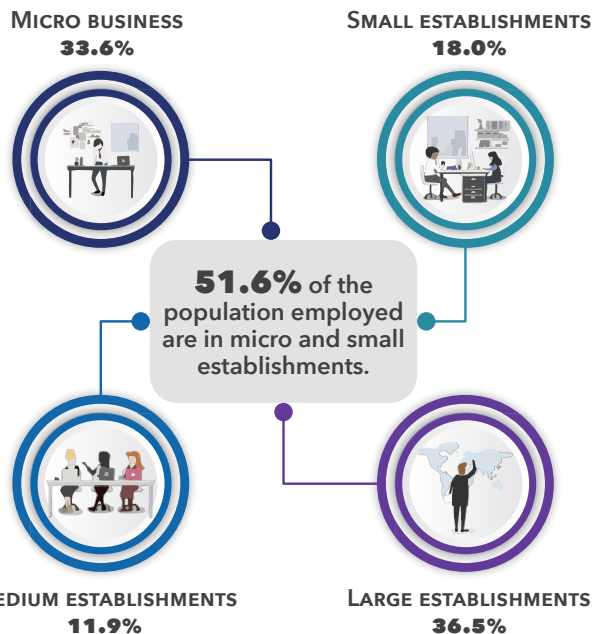 MICRO BUSINESS
33.6%
SMALL ESTABLISHMENTS
18.0%
51.6% of the
population employed
are in micro and small
establishments.
EDIUM ESTABLISHMENTS
11.9%
LARGE ESTABLISHMENTS
36.5%